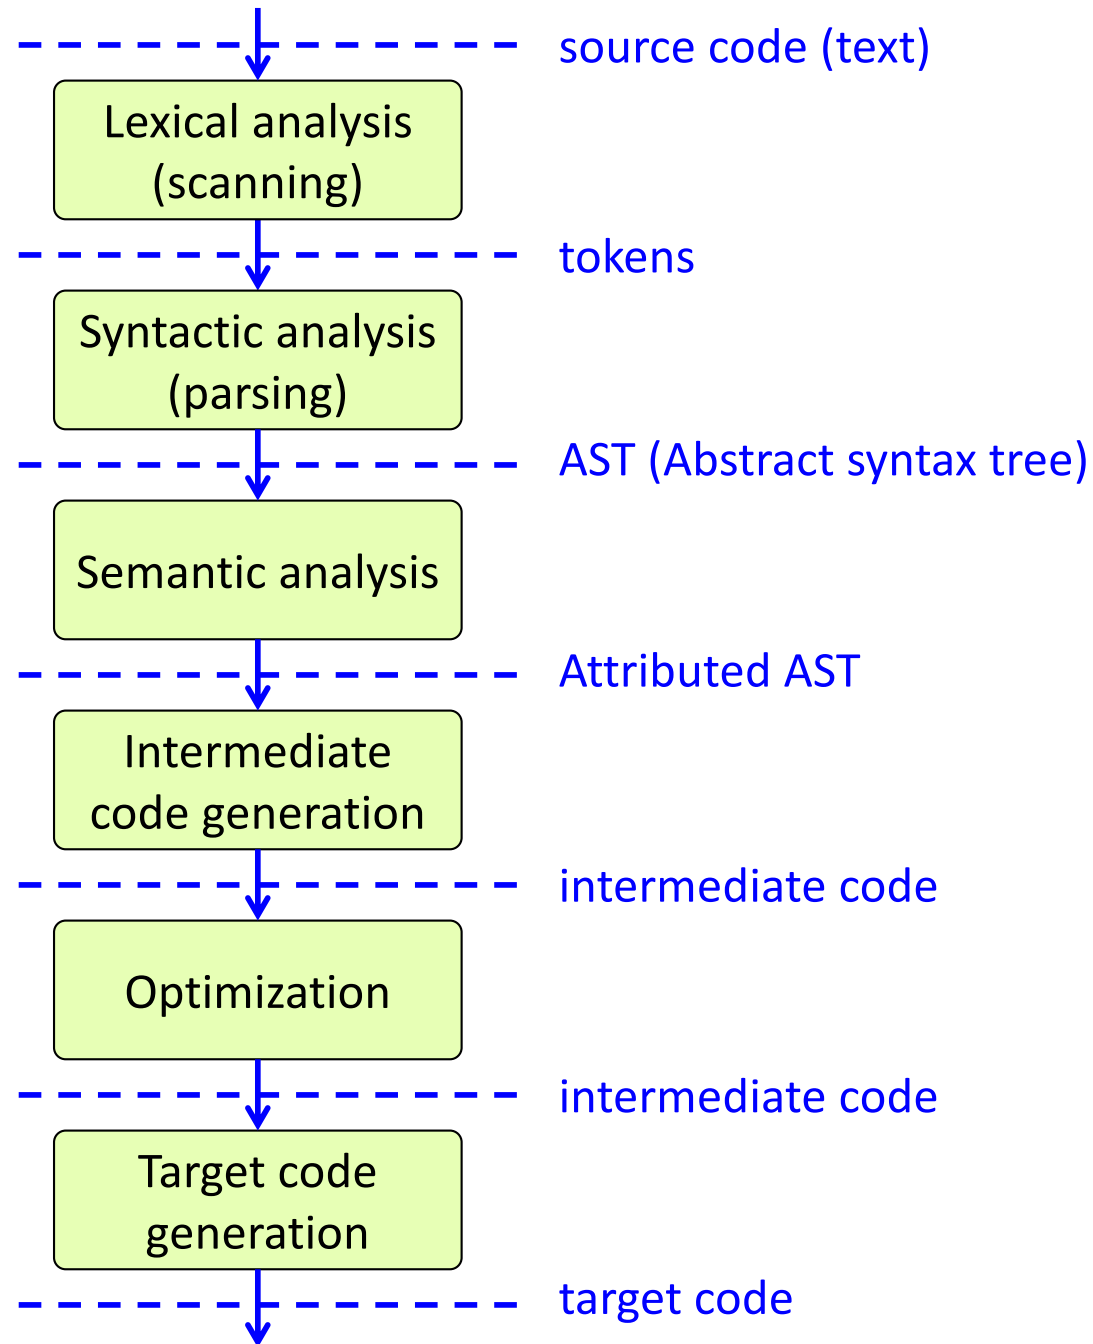 source code (text)
Lexical analysis
(scanning)
tokens
Syntactic analysis
(parsing)
AST (Abstract syntax tree)
Semantic analysis
Attributed AST
Intermediate
code generation
intermediate code
Optimization
intermediate code
Target code
generation
target code